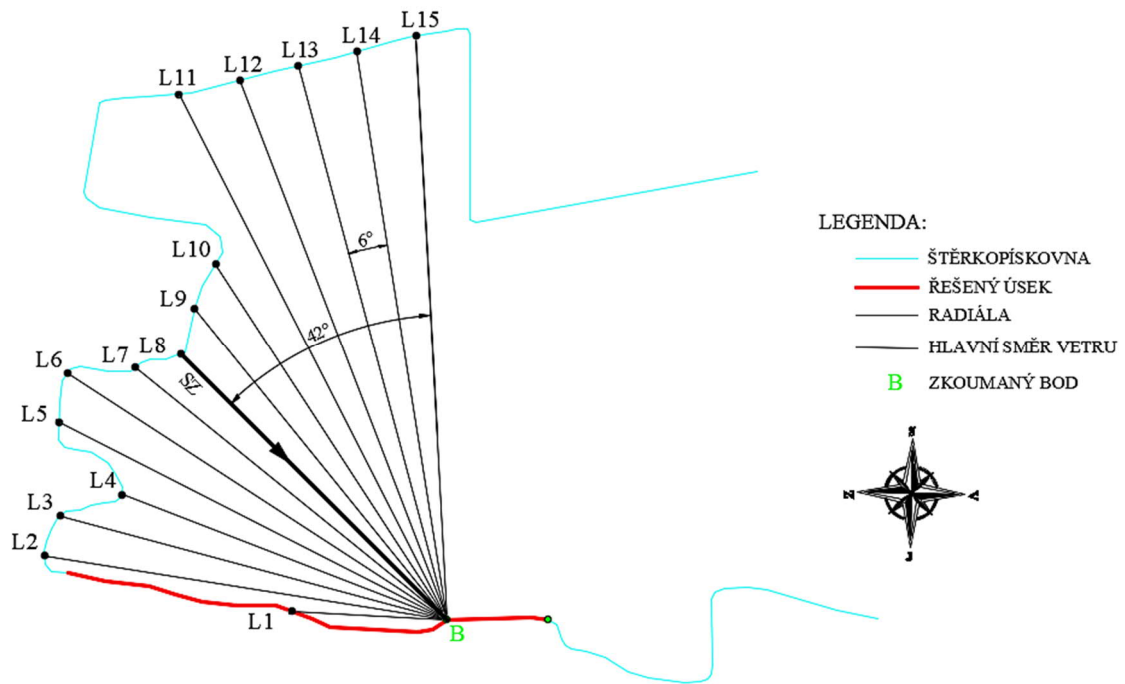 L15
L14
L13
L12
L11
L10
6°
L9
42°
L8
L7
L6
SZ
L5
L4
L3
L2
L1
B
LEGENDA:
ŠTĚRKOPÍSKOVNA
ŘEŠENÝ ÚSEK
RADIÁLA
HLAVNÍ SMĚR VETRU
B ZKOUMANÝ BOD
S
Z
V
J